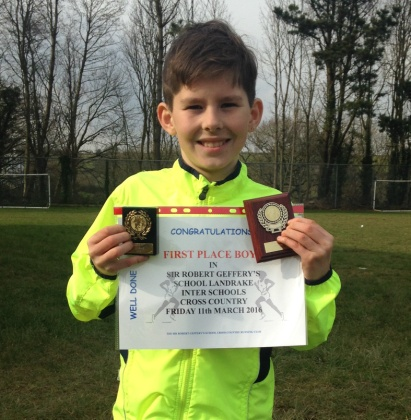 CONGRATULATIONS
FIRST PLACE BOY
IN
SIR ROBERT GEFFERY'S
SCHOOL LANDRAKE
INTER SCHOOLS
CROSS COUNTRY
FRIDAY 11th MARCH 2016
WELL DONE